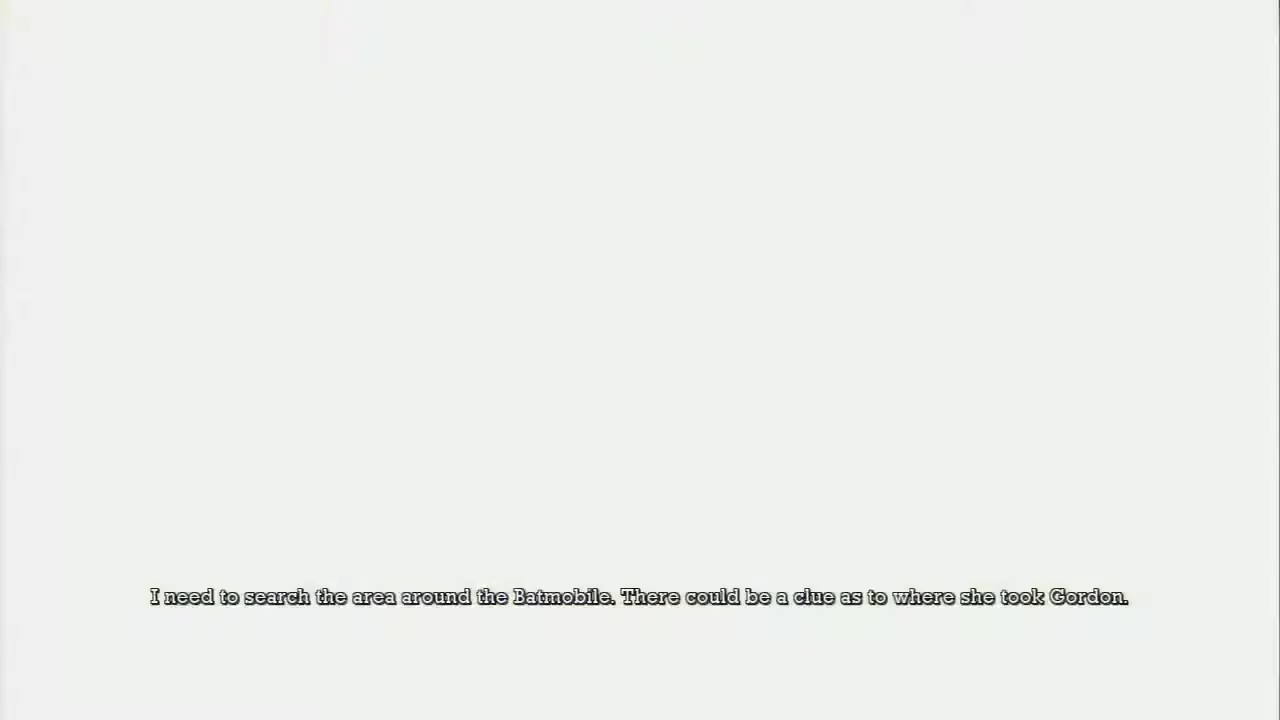 I need to search the area around the Batmobile. There could be a clue as to where she took Gordon.